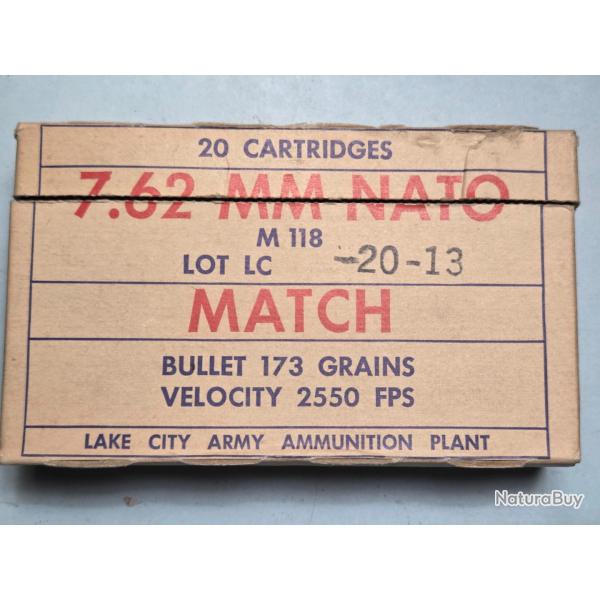 20 CARTRIDGES
7.62 MM NATO
M 118
LOT LC -20-13
MATCH
BULLET 173 GRAINS
VELOCITY 2550 FPS
LAKE CITY ARMY AMMUNITION PLANT
NaturaBuy